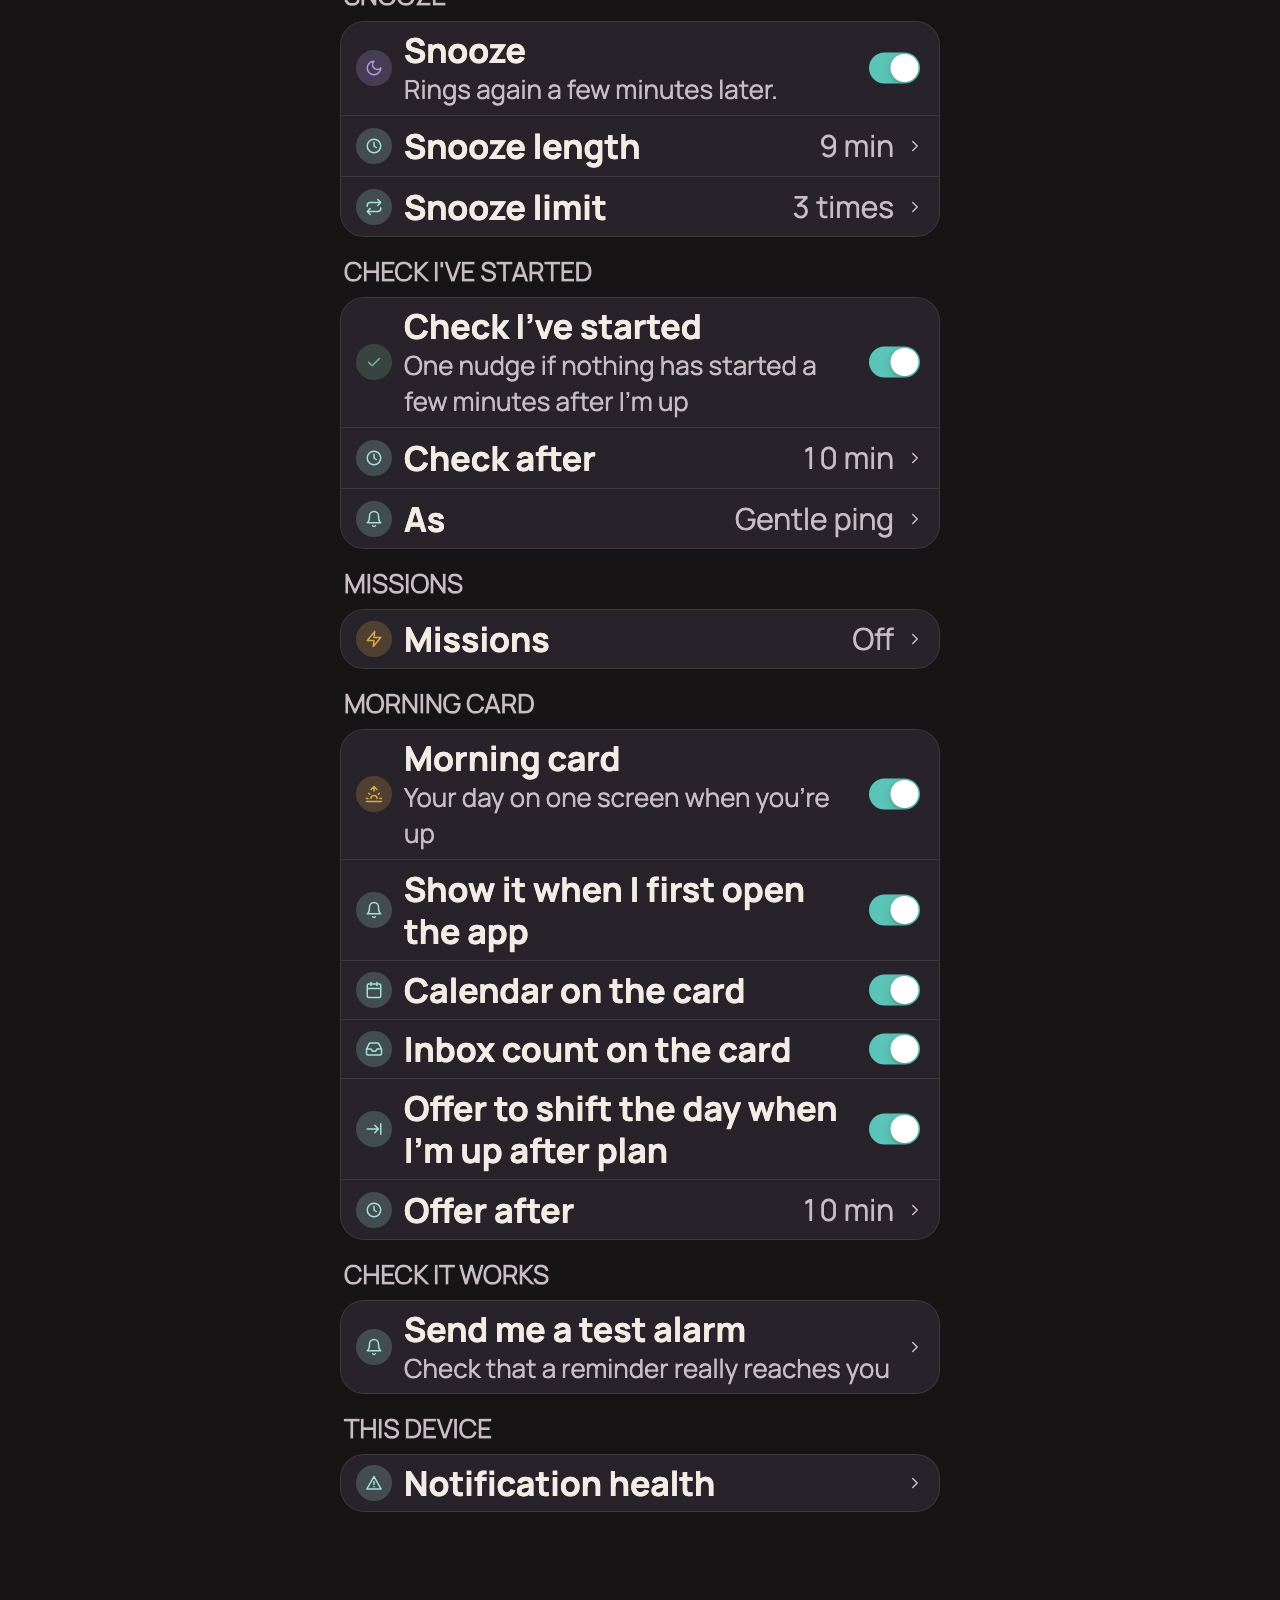 SNOOZE
Snooze
Rings again a few minutes later.
Snooze length
9 min
Snooze limit
3 times
CHECK I'VE STARTED
Check I’ve started
One nudge if nothing has started a
few minutes after I’m up
Check after
10 min
As
Gentle ping
MISSIONS
Missions
Off
MORNING CARD
Morning card
Your day on one screen when you’re
up
Show it when I first open
the app
Calendar on the card
Inbox count on the card
Offer to shift the day when
I’m up after plan
Offer after
10 min
CHECK IT WORKS
Send me a test alarm
Check that a reminder really reaches you
THIS DEVICE
Notification health